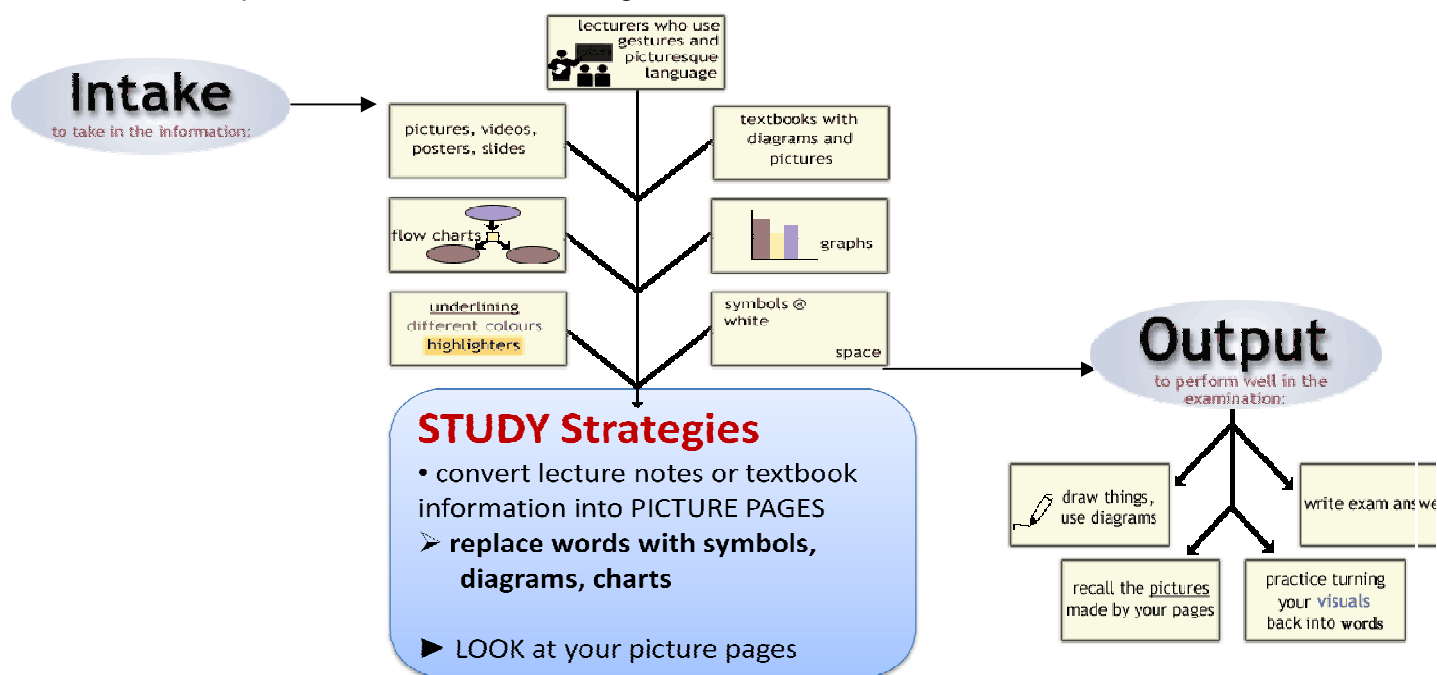 lecturers who use
gestures and
picturesque
language
Intake
to take in the information:
pictures, videos,
posters, slides
textbooks with
diagrams and
pictures
flow charts
graphs
underlining
different colours
highlighters
symbols @
white
space
STUDY Strategies
• convert lecture notes or textbook
information into PICTURE PAGES
➢ replace words with symbols,
diagrams, charts
► LOOK at your picture pages
Output
to perform well in the
examination:
draw things,
use diagrams
write exam answe
recall the pictures
made by your pages
practice turning
your visuals
back into words